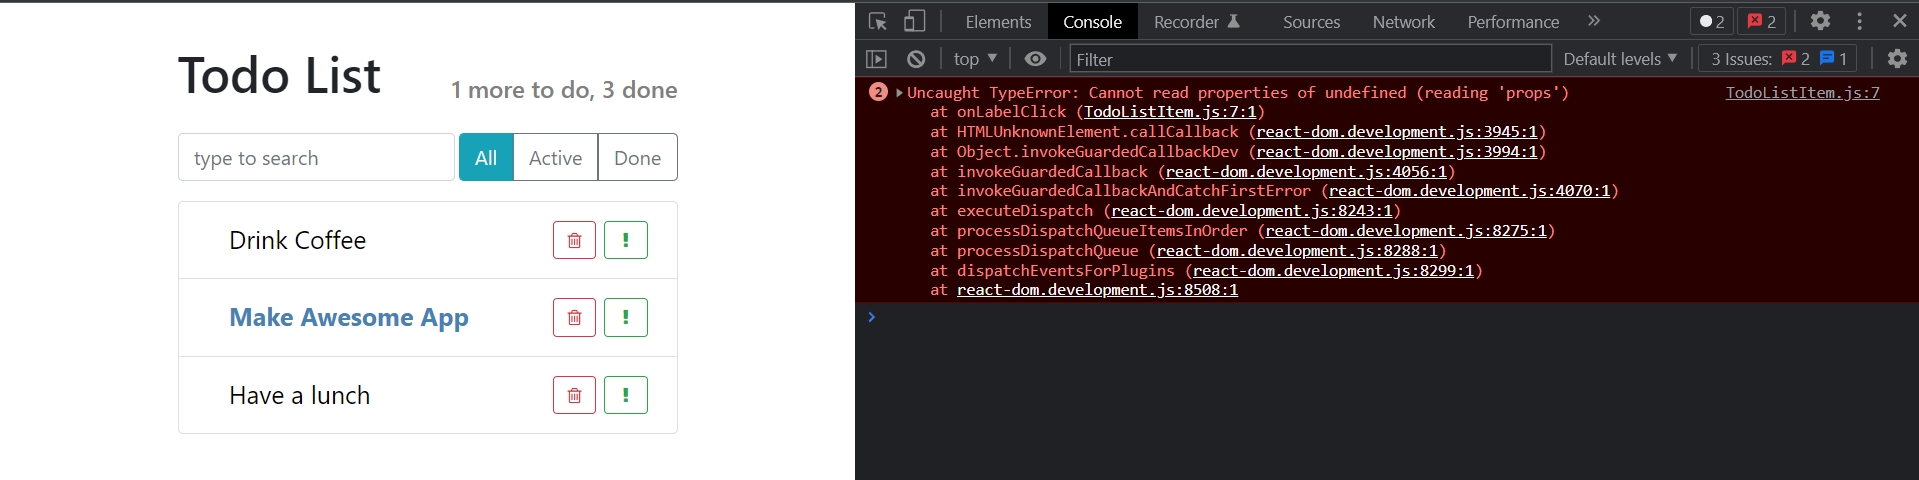 Todo List
1 more to do, 3 done
type to search
All
Active
Done
Drink Coffee
!
Make Awesome App
!
Have a lunch
!
Elements Console Recorder Sources Network Performance » 2 2
top ▼ Filter Default levels ▼ 3 Issues: 2 1
2 ▶Uncaught TypeError: Cannot read properties of undefined (reading 'props') TodoListItem.js:7
at onLabelClick (TodoListItem.js:7:1)
at HTMLUnknownElement.callCallback (react-dom.development.js:3945:1)
at Object.invokeGuardedCallbackDev (react-dom.development.js:3994:1)
at invokeGuardedCallback (react-dom.development.js:4056:1)
at invokeGuardedCallbackAndCatchFirstError (react-dom.development.js:4070:1)
at executeDispatch (react-dom.development.js:8243:1)
at processDispatchQueueItemsInOrder (react-dom.development.js:8275:1)
at processDispatchQueue (react-dom.development.js:8288:1)
at dispatchEventsForPlugins (react-dom.development.js:8299:1)
at react-dom.development.js:8508:1
›